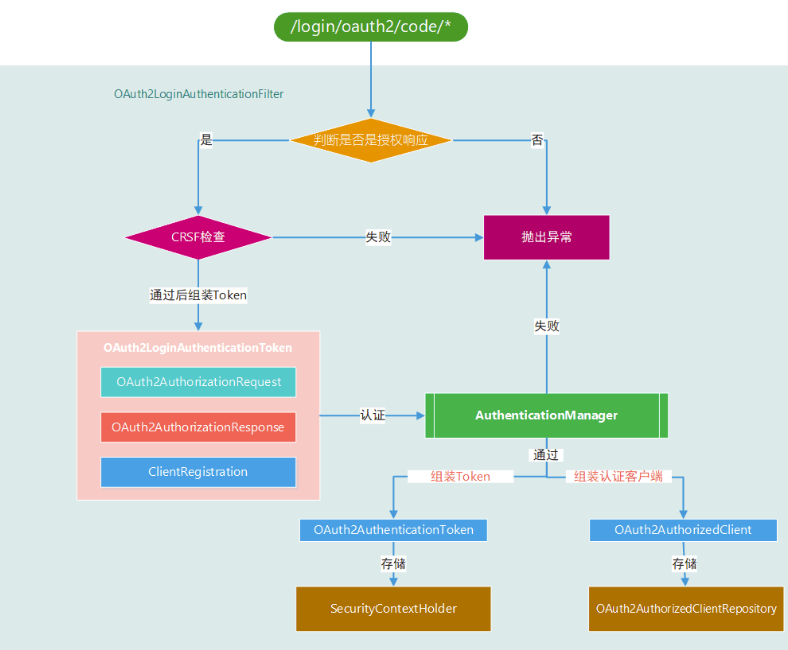 /login/oauth2/code/*
OAuth2LoginAuthenticationFilter
判断是否是授权响应
是
否
CRSF检查
失败
抛出异常
通过后组装Token
失败
OAuth2LoginAuthenticationToken
OAuth2AuthorizationRequest
OAuth2AuthorizationResponse
ClientRegistration
认证
AuthenticationManager
通过
组装Token
组装认证客户端
OAuth2AuthenticationToken
OAuth2AuthorizedClient
存储
存储
SecurityContextHolder
OAuth2AuthorizedClientRepository